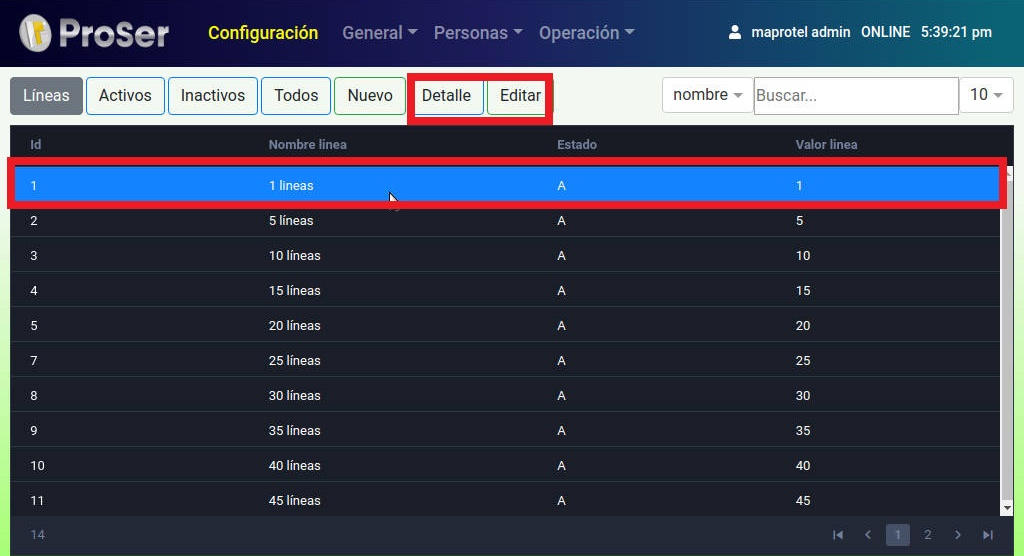 ProSer Configuración General Personas Operación maprotel admin ONLINE 5:39:21 pm
Líneas Activos Inactivos Todos Nuevo Detalle Editar nombre Buscar... 10
Id Nombre linea Estado Valor linea
1 1 lineas A 1
2 5 líneas A 5
3 10 líneas A 10
4 15 líneas A 15
5 20 líneas A 20
7 25 líneas A 25
8 30 líneas A 30
9 35 líneas A 35
10 40 líneas A 40
11 45 líneas A 45
14 1 2